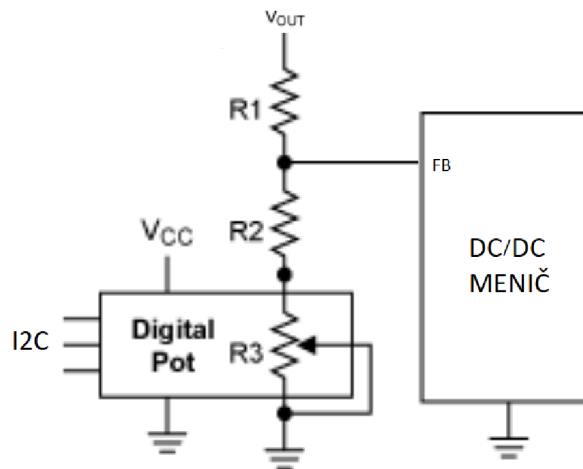 VOUT
R1
FB
R2
VCC
DC/DC
MENIČ
I2C
Digital
Pot
R3